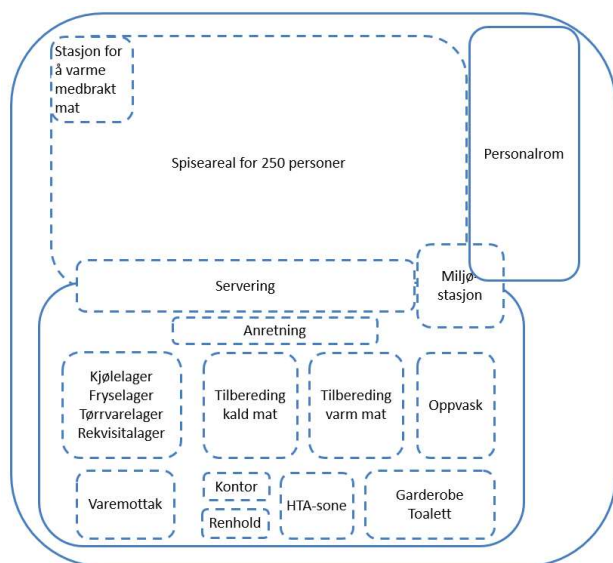 Stasjon for
å varme
medbrakt
mat
Spiseareal for 250 personer
Personalrom
Servering
Miljø-
stasjon
Anretning
Kjølelager
Fryselager
Tørrvarelager
Rekvisitalager
Tilbereding
kald mat
Tilbereding
varm mat
Oppvask
Varemottak
Kontor
Renhold
HTA-sone
Garderobe
Toalett